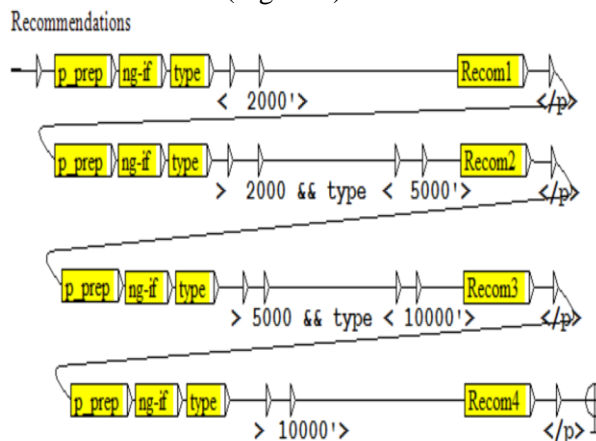 Recommendations
p_prep ng-if type Recom1
< 2000'> </p>
p_prep ng-if type Recom2
> 2000 && type < 5000'> </p>
p_prep ng-if type Recom3
> 5000 && type < 10000'> </p>
p_prep ng-if type Recom4
> 10000'> </p>